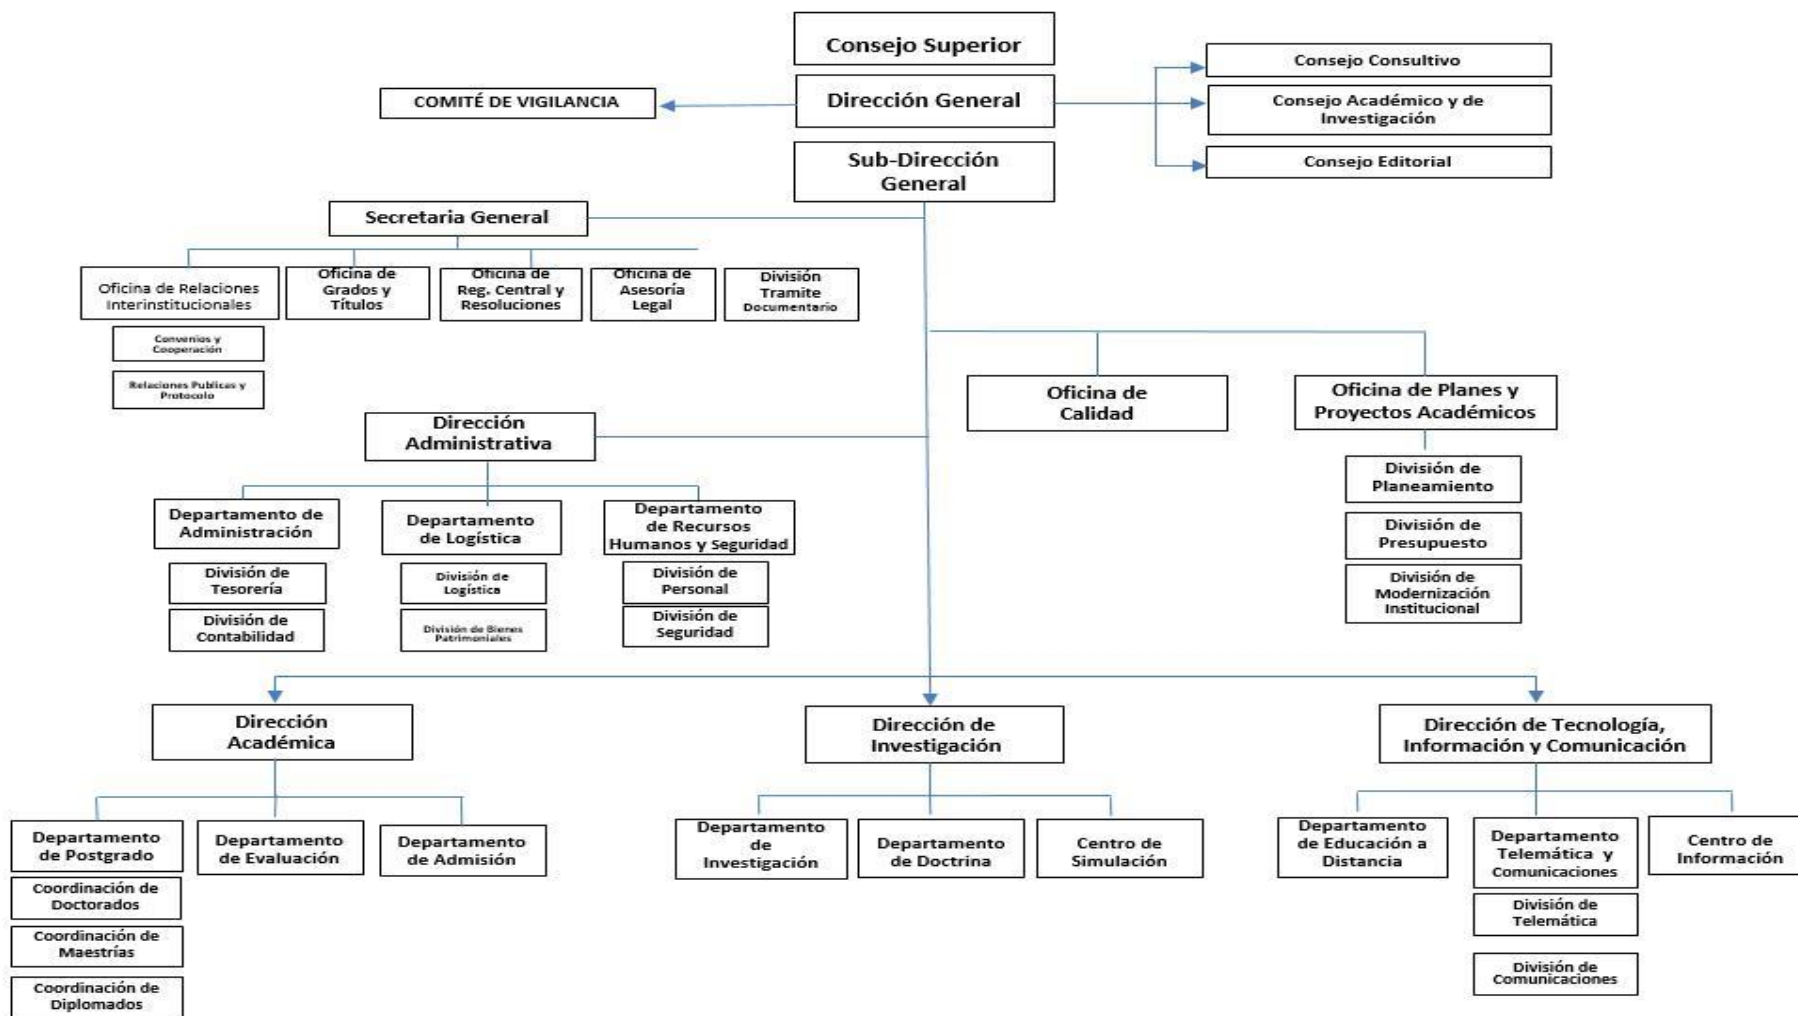 Consejo Superior
Dirección General
COMITÉ DE VIGILANCIA
Consejo Consultivo
Consejo Académico y de
Investigación
Consejo Editorial
Sub-Dirección
General
Secretaria General
Oficina de Relaciones
Interinstitucionales
Convenios y
Cooperación
Relaciones Publicas y
Protocolo
Oficina de
Grados y
Títulos
Oficina de
Reg. Central y
Resoluciones
Oficina de
Asesoría
Legal
División
Tramite
Documentario
Oficina de
Calidad
Oficina de Planes y
Proyectos Académicos
División de
Planeamiento
División de
Presupuesto
División de
Modernización
Institucional
Dirección
Administrativa
Departamento de
Administración
División de
Tesorería
División de
Contabilidad
Departamento
de Logística
División de
Logística
División de Bienes
Patrimoniales
Departamento
de Recursos
Humanos y Seguridad
División de
Personal
División de
Seguridad
Dirección
Académica
Departamento
de Postgrado
Coordinación de
Doctorados
Coordinación de
Maestrías
Coordinación de
Diplomados
Departamento
de Evaluación
Departamento
de Admisión
Dirección de
Investigación
Departamento
de
Investigación
Departamento
de Doctrina
Centro de
Simulación
Dirección de Tecnología,
Información y Comunicación
Departamento
de Educación a
Distancia
Departamento
Telemática y
Comunicaciones
División de
Telemática
División de
Comunicaciones
Centro de
Información